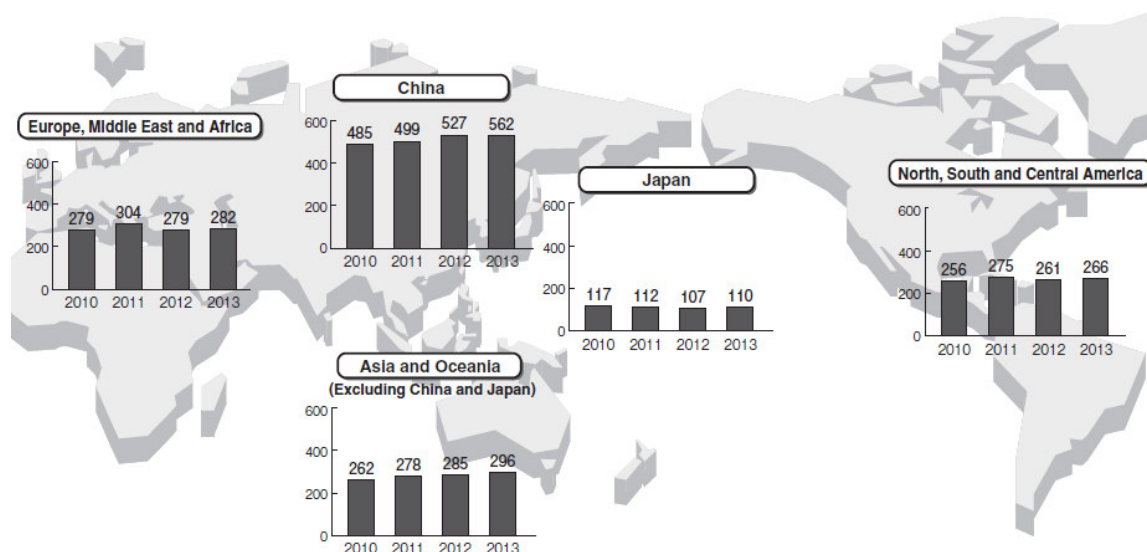 China
600
485 499 527 562
400
200
0
2010 2011 2012 2013
Europe, Middle East and Africa
600
400
279 304 279 282
200
0
2010 2011 2012 2013
Japan
600
400
200
117 112 107 110
0
2010 2011 2012 2013
North, South and Central America
600
400
256 275 261 266
200
0
2010 2011 2012 2013
Asia and Oceania
(Excluding China and Japan)
600
400
262 278 285 296
200
0
2010 2011 2012 2013